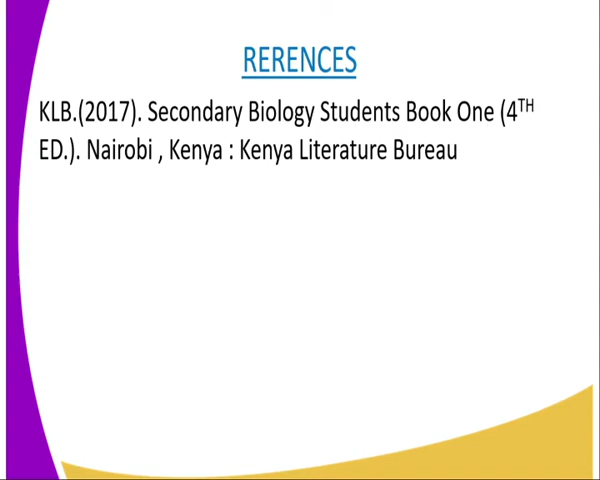 RERENCES
KLB.(2017). Secondary Biology Students Book One (4TH
ED.). Nairobi , Kenya : Kenya Literature Bureau